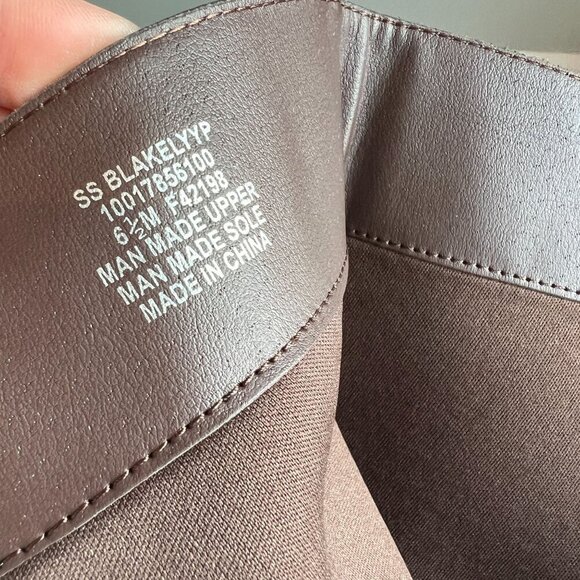 SS BLAKELYYP
10017856100
6½M F42198
MAN MADE UPPER
MAN MADE SOLE
MADE IN CHINA